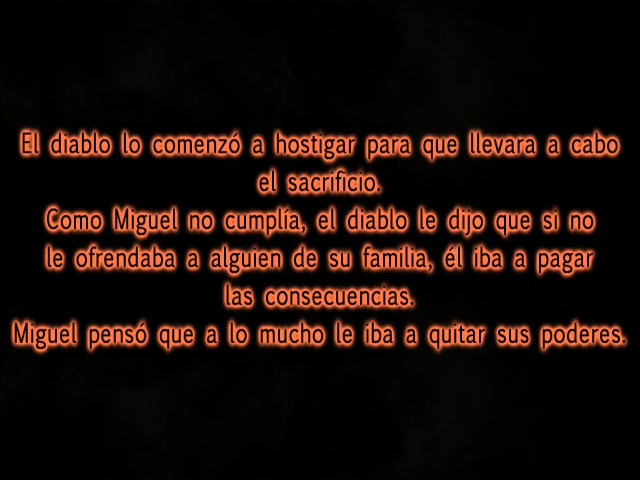 El diablo lo comenzó a hostigar para que llevara a cabo
el sacrificio.
Como Miguel no cumplía, el diablo le dijo que si no
le ofrendaba a alguien de su familia, él iba a pagar
las consecuencias.
Miguel pensó que a lo mucho le iba a quitar sus poderes.